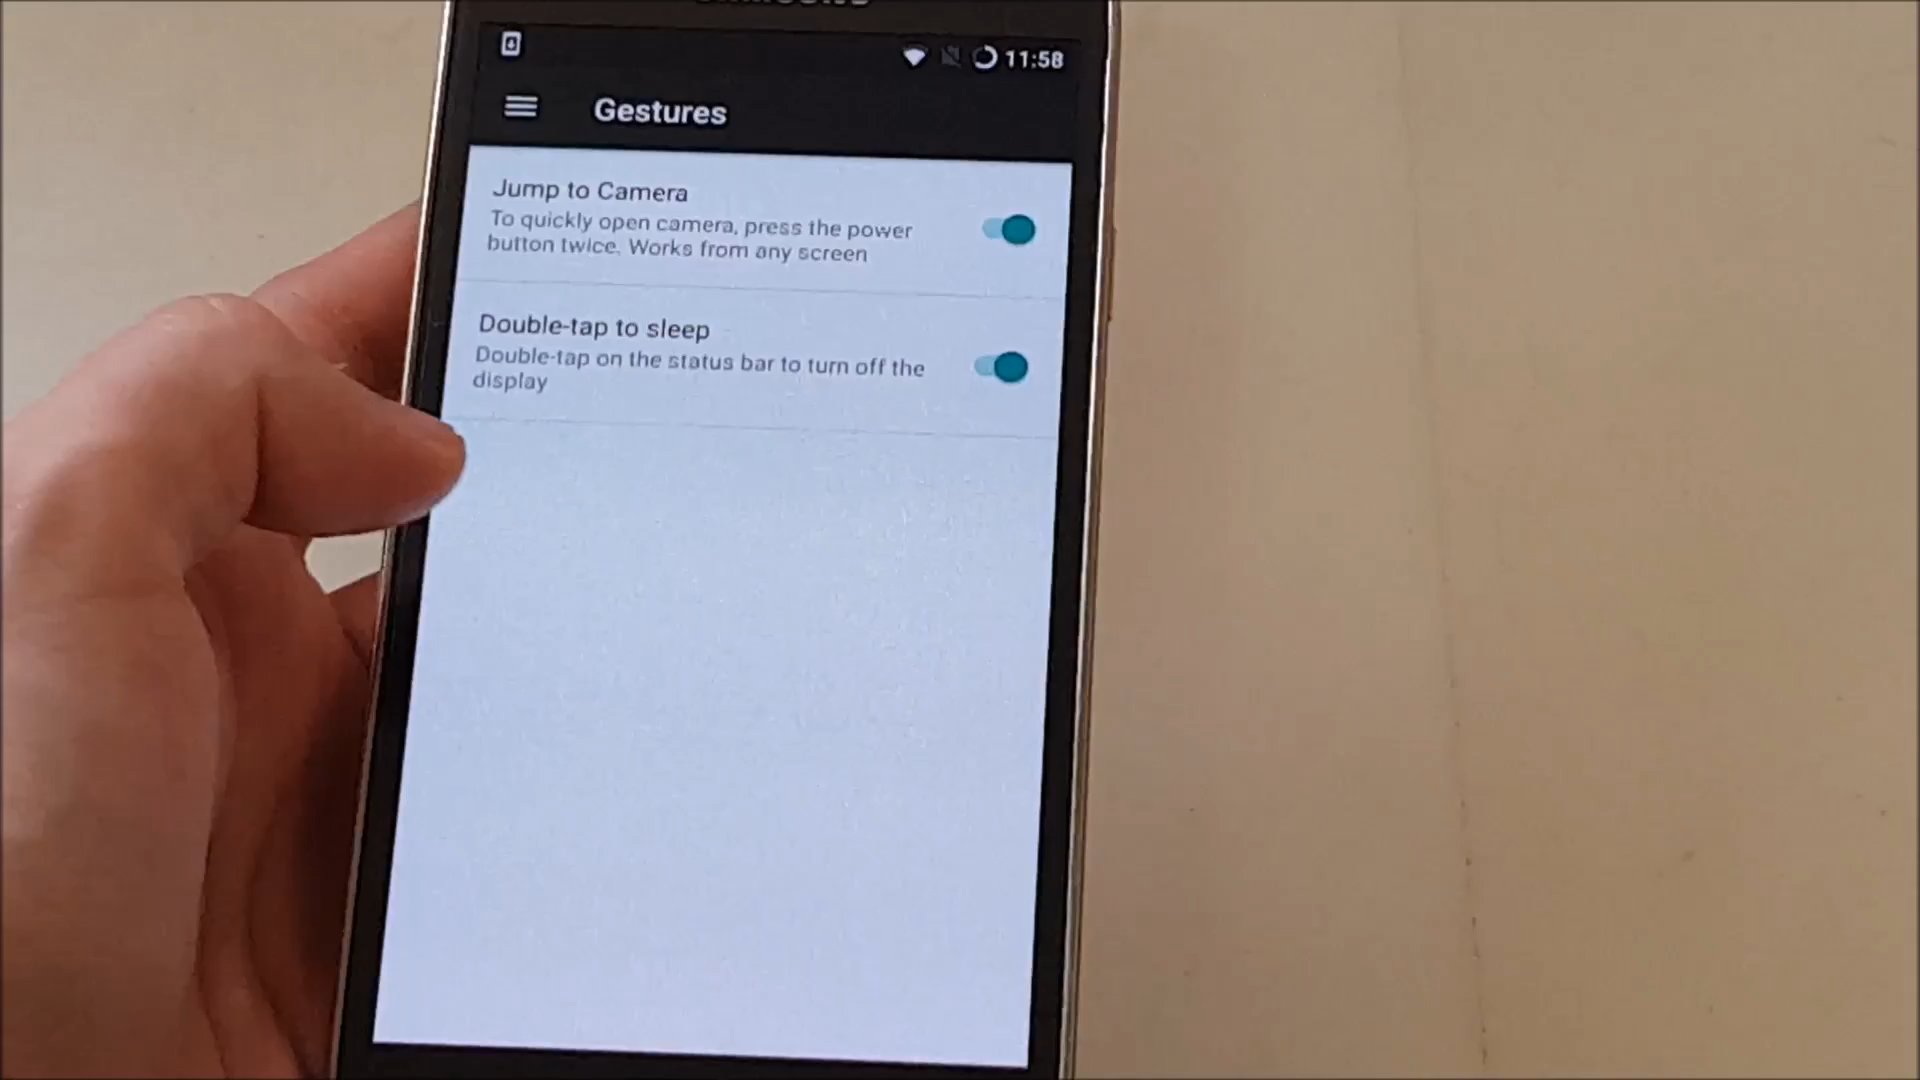 11:58
Gestures
Jump to Camera
To quickly open camera, press the power
button twice. Works from any screen
Double-tap to sleep
Double-tap on the status bar to turn off the
display